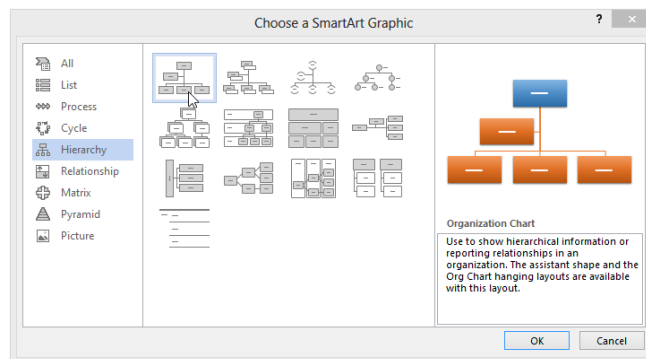 Choose a SmartArt Graphic
?
All
List
Process
Cycle
Hierarchy
Relationship
Matrix
Pyramid
Picture
Organization Chart
Use to show hierarchical information or
reporting relationships in an
organization. The assistant shape and the
Org Chart hanging layouts are available
with this layout.
OK
Cancel